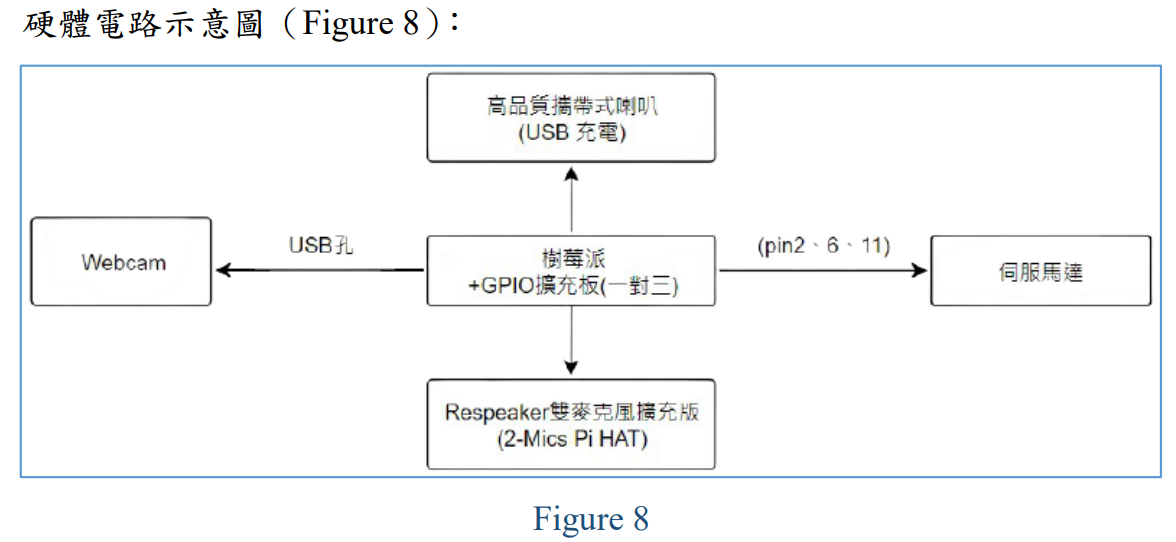 硬體電路示意圖（Figure 8）：
高品質攜帶式喇叭
(USB 充電)
Webcam
USB孔
樹莓派
+GPIO擴充板(一對三)
(pin2、6、11)
伺服馬達
Respeaker雙麥克風擴充版
(2-Mics Pi HAT)
Figure 8